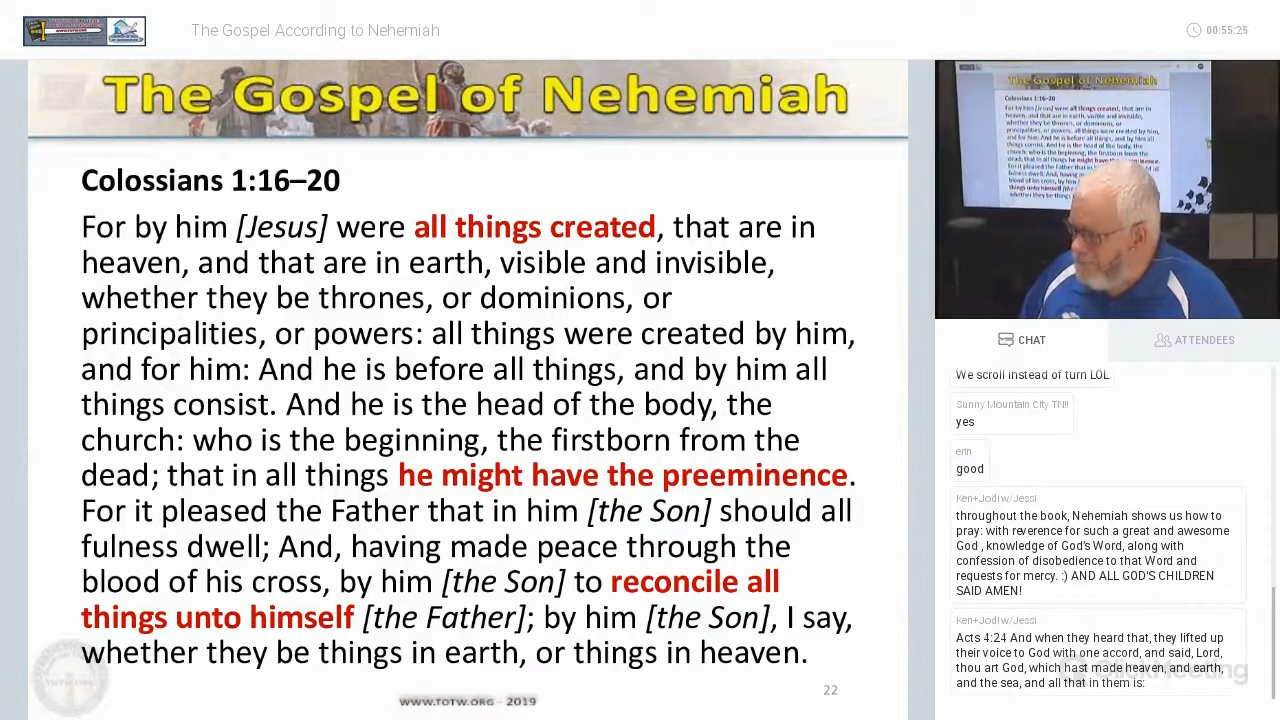 The Gospel According to Nehemiah
00:55:25
The Gospel of Nehemiah
Colossians 1:16–20
For by him [Jesus] were all things created, that are in
heaven, and that are in earth, visible and invisible,
whether they be thrones, or dominions, or
principalities, or powers: all things were created by him,
and for him: And he is before all things, and by him all
things consist. And he is the head of the body, the
church: who is the beginning, the firstborn from the
dead; that in all things he might have the preeminence.
For it pleased the Father that in him [the Son] should all
fulness dwell; And, having made peace through the
blood of his cross, by him [the Son] to reconcile all
things unto himself [the Father]; by him [the Son], I say,
whether they be things in earth, or things in heaven.
WWW.TOTW.ORG - 2019
22
CHAT
ATTENDEES
We scroll instead of turn LOL
Sunny Mountain City TN!!
yes
erin
good
Ken+Jodi w/Jessi
throughout the book, Nehemiah shows us how to
pray: with reverence for such a great and awesome
God , knowledge of God's Word, along with
confession of disobedience to that Word and
requests for mercy. :) AND ALL GOD'S CHILDREN
SAID AMEN!
Ken+Jodi w/Jessi
Acts 4:24 And when they heard that, they lifted up
their voice to God with one accord, and said, Lord,
thou art God, which hast made heaven, and earth,
and the sea, and all that in them is:
ClickMeeting